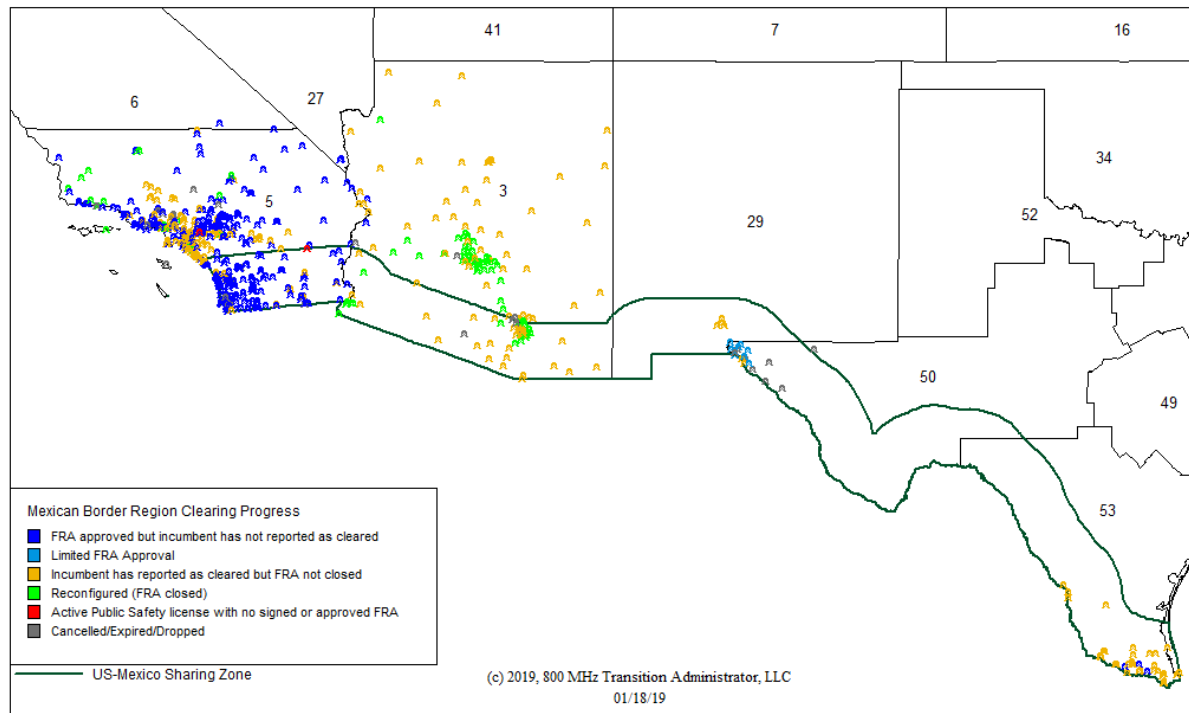 41
7
16
6
27
34
3
5
52
29
50
49
53
Mexican Border Region Clearing Progress
FRA approved but incumbent has not reported as cleared
Limited FRA Approval
Incumbent has reported as cleared but FRA not closed
Reconfigured (FRA closed)
Active Public Safety license with no signed or approved FRA
Cancelled/Expired/Dropped
US-Mexico Sharing Zone
(c) 2019, 800 MHz Transition Administrator, LLC
01/18/19